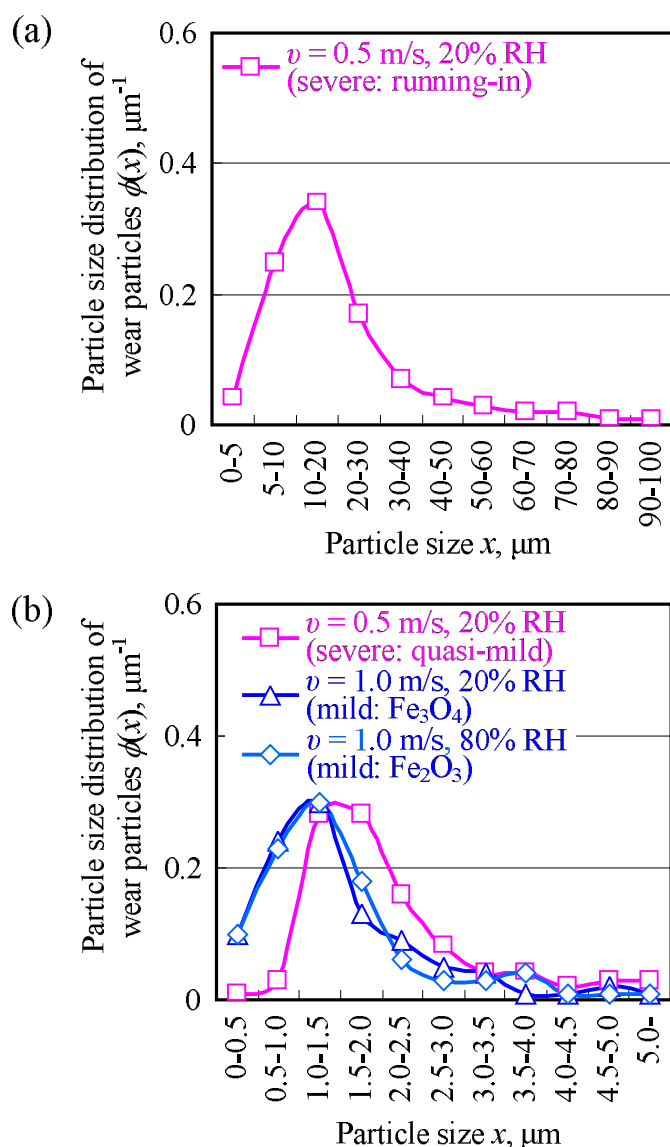 (a)
0.6
0.4
0.2
0
Particle size distribution of
wear particles ϕ(x), μm⁻¹
υ = 0.5 m/s, 20% RH
(severe: running-in)
0-5
5-10
10-20
20-30
30-40
40-50
50-60
60-70
70-80
80-90
90-100
Particle size x, μm
(b)
0.6
0.4
0.2
0
Particle size distribution of
wear particles ϕ(x), μm⁻¹
υ = 0.5 m/s, 20% RH
(severe: quasi-mild)
υ = 1.0 m/s, 20% RH
(mild: Fe₃O₄)
υ = 1.0 m/s, 80% RH
(mild: Fe₂O₃)
0-0.5
0.5-1.0
1.0-1.5
1.5-2.0
2.0-2.5
2.5-3.0
3.0-3.5
3.5-4.0
4.0-4.5
4.5-5.0
5.0-
Particle size x, μm